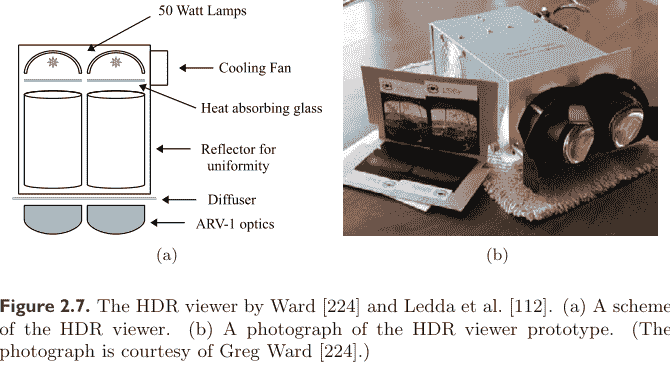 50 Watt Lamps
Cooling Fan
Heat absorbing glass
Reflector for
uniformity
Diffuser
ARV-1 optics
(a)
(b)
Figure 2.7. The HDR viewer by Ward [224] and Ledda et al. [112]. (a) A scheme
of the HDR viewer. (b) A photograph of the HDR viewer prototype. (The
photograph is courtesy of Greg Ward [224].)